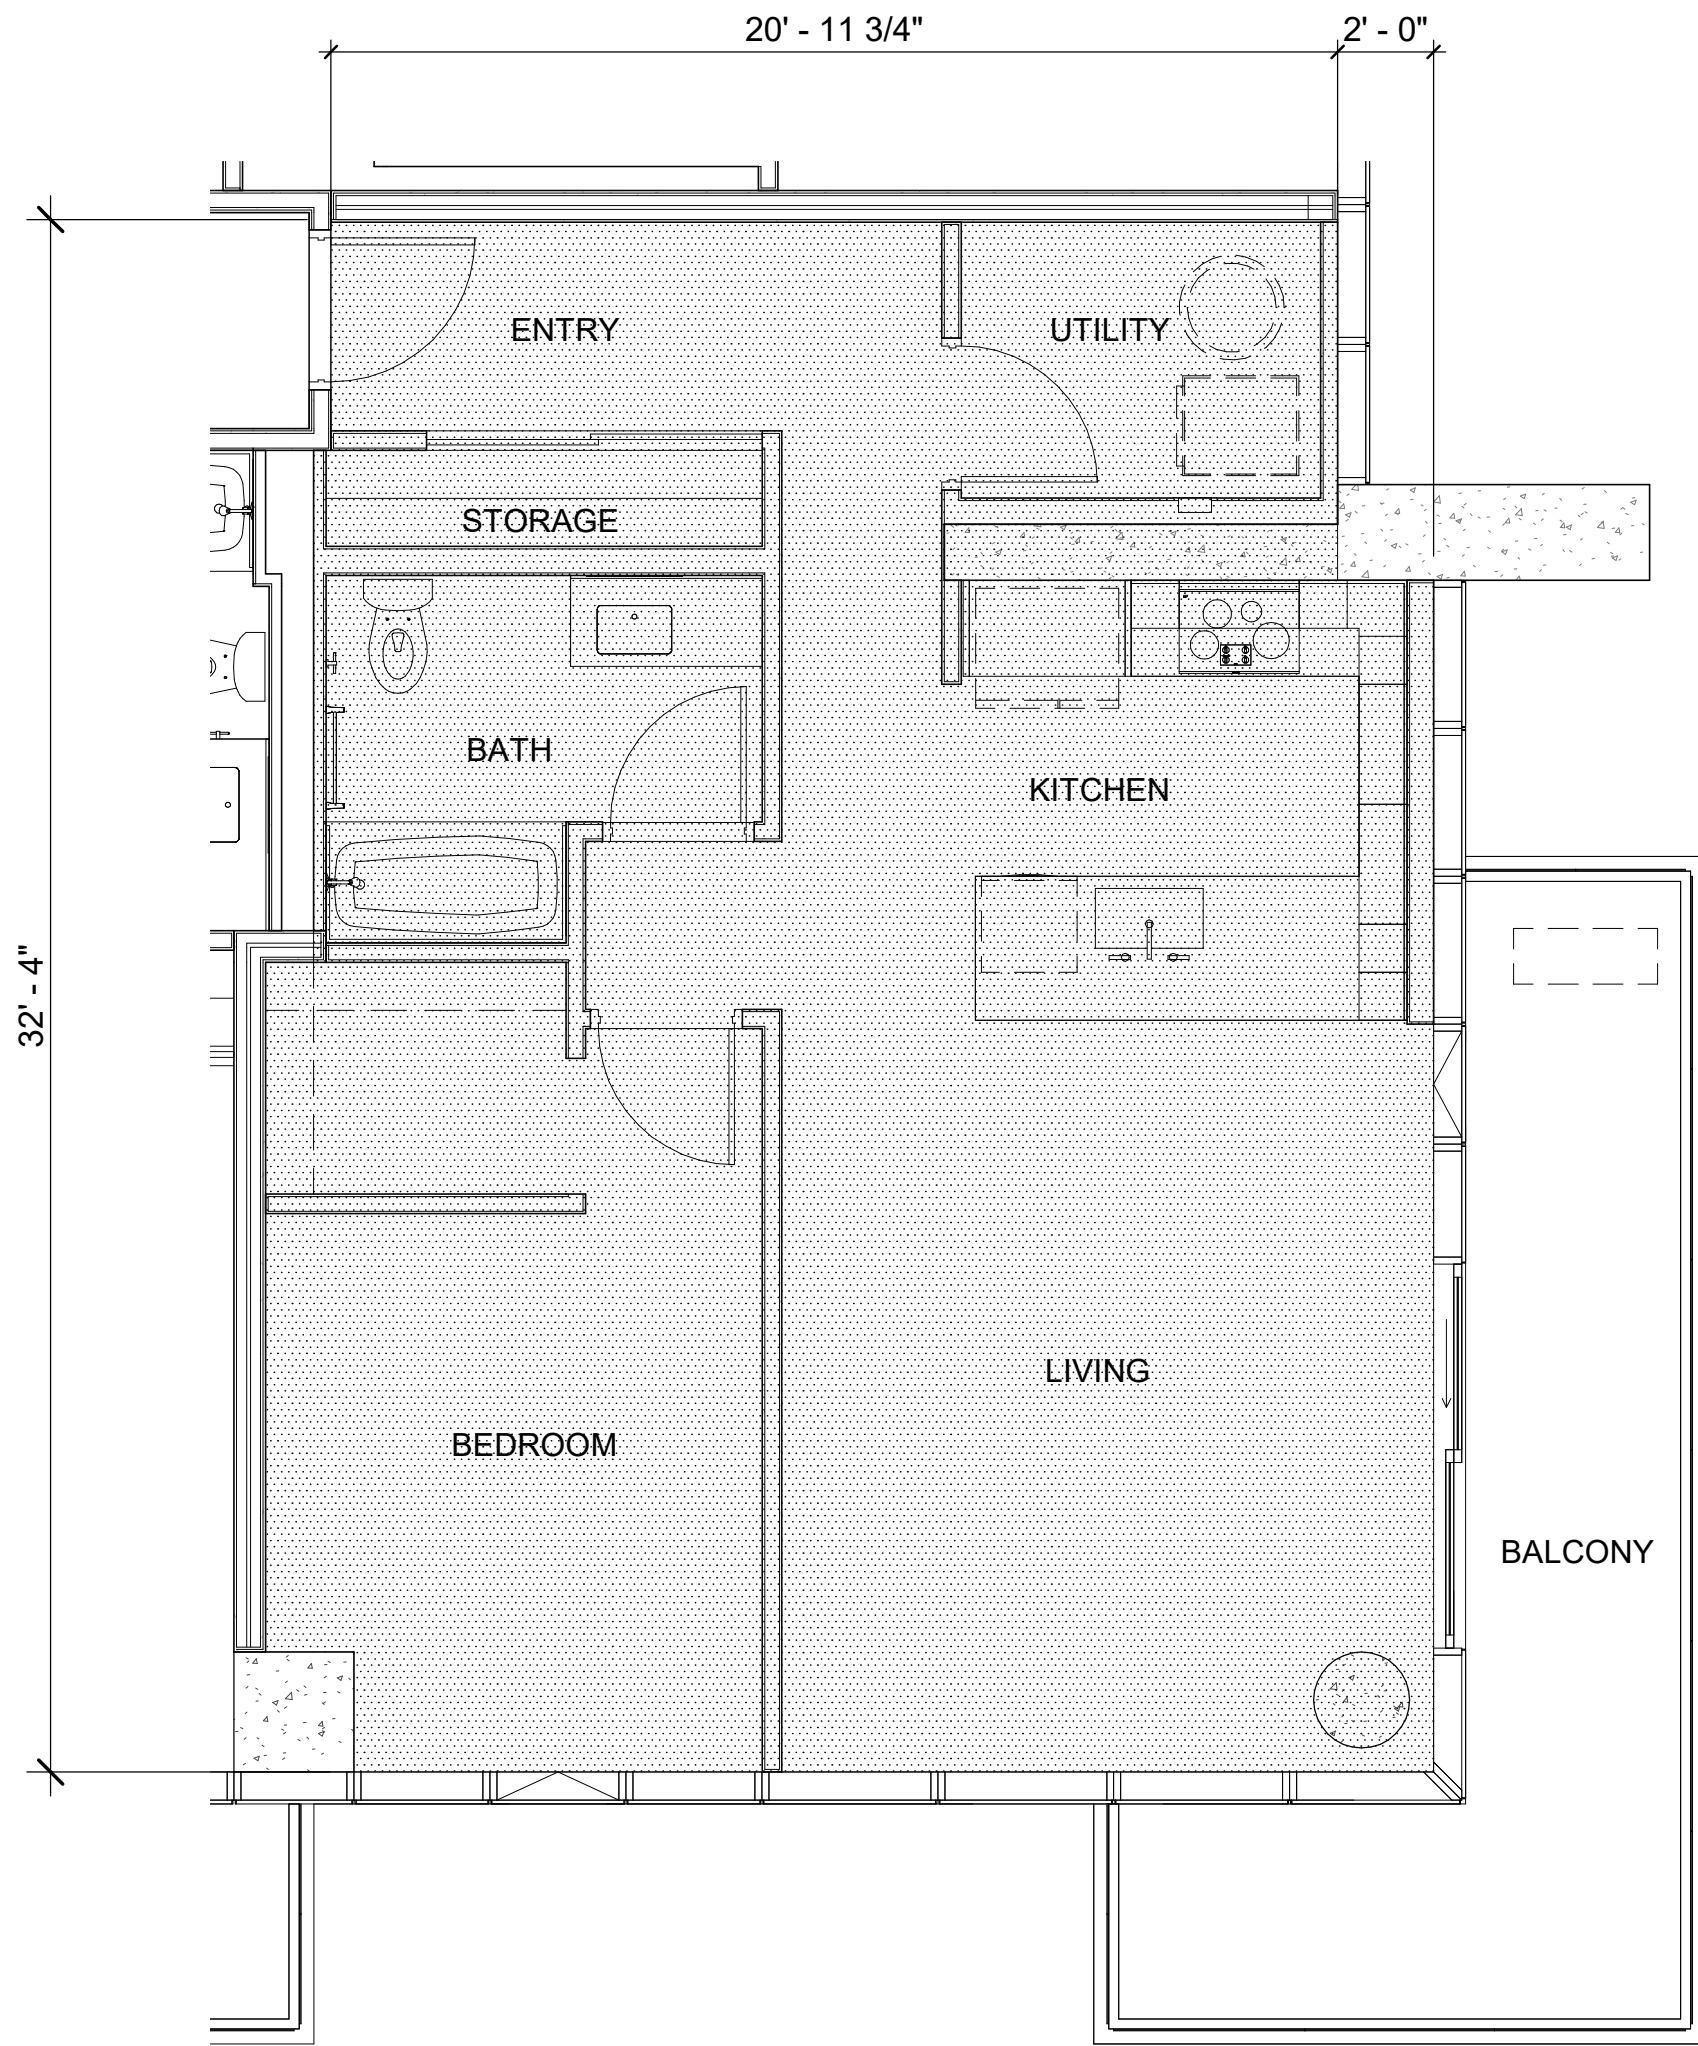 20' - 11 3/4"
2' - 0"
ENTRY
UTILITY
STORAGE
BATH
KITCHEN
32' - 4"
LIVING
BEDROOM
BALCONY